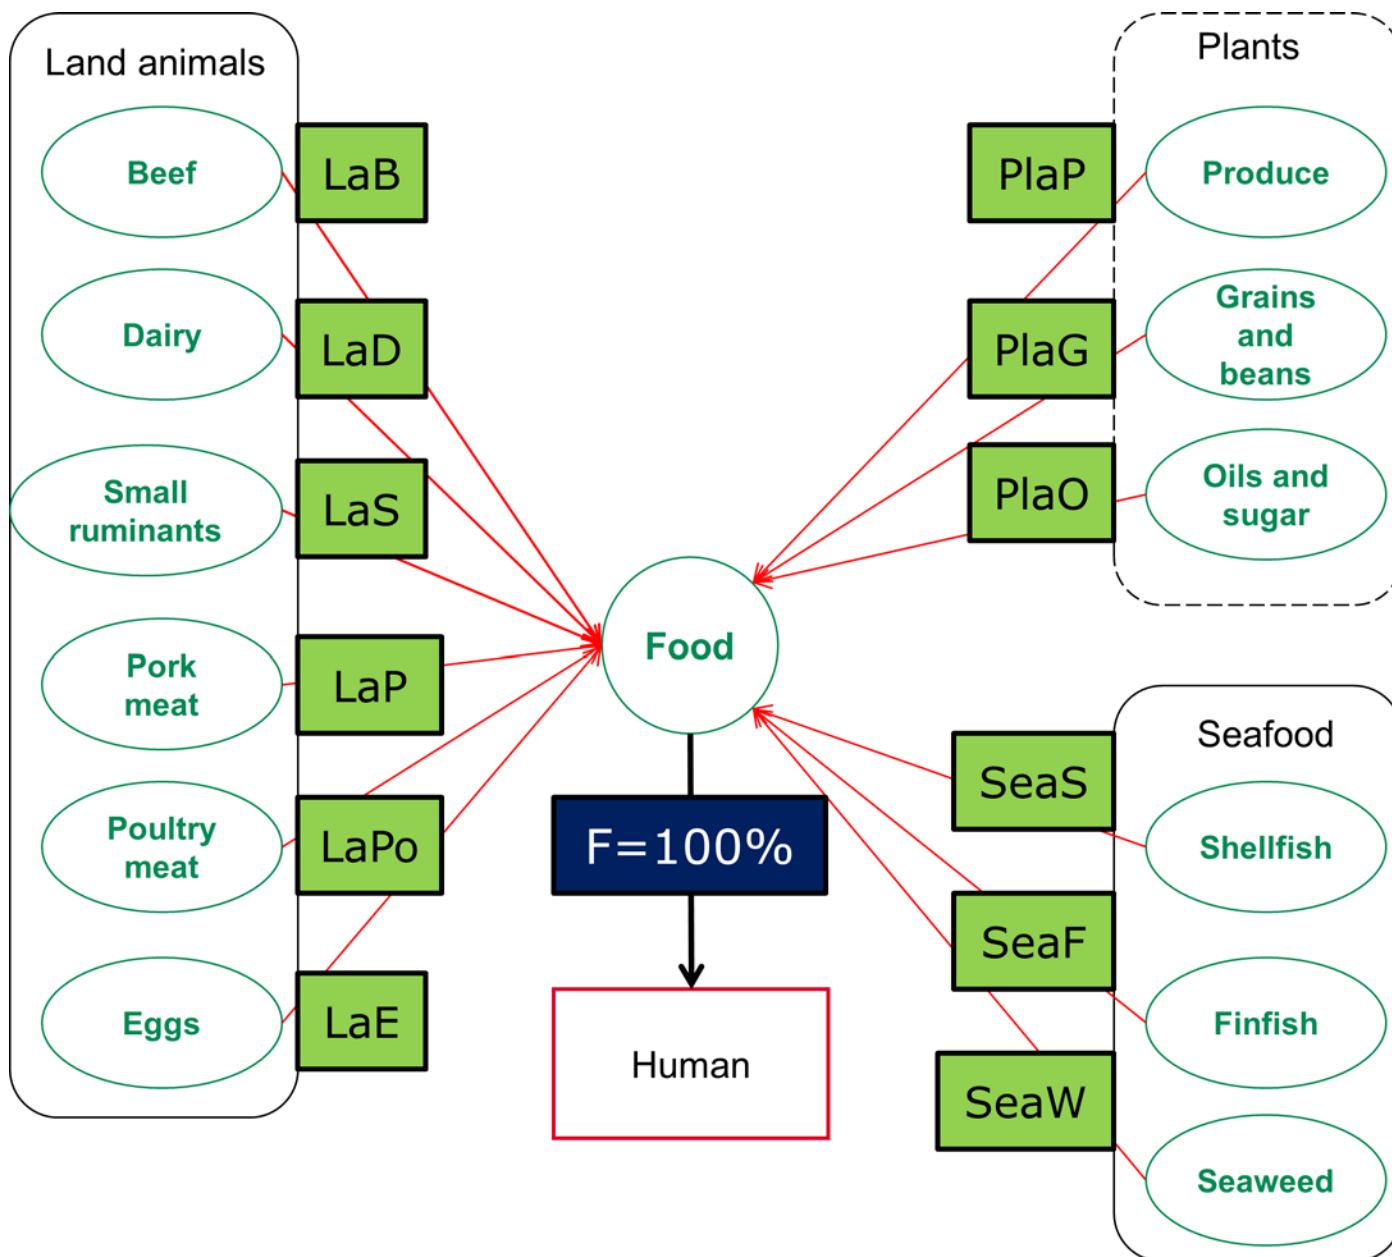 Land animals
Beef
LaB
Dairy
LaD
Small
ruminants
LaS
Pork
meat
LaP
Poultry
meat
LaPo
Eggs
LaE
Food
F=100%
Human
Plants
PlaP
Produce
PlaG
Grains
and
beans
PlaO
Oils and
sugar
Seafood
SeaS
Shellfish
SeaF
Finfish
SeaW
Seaweed